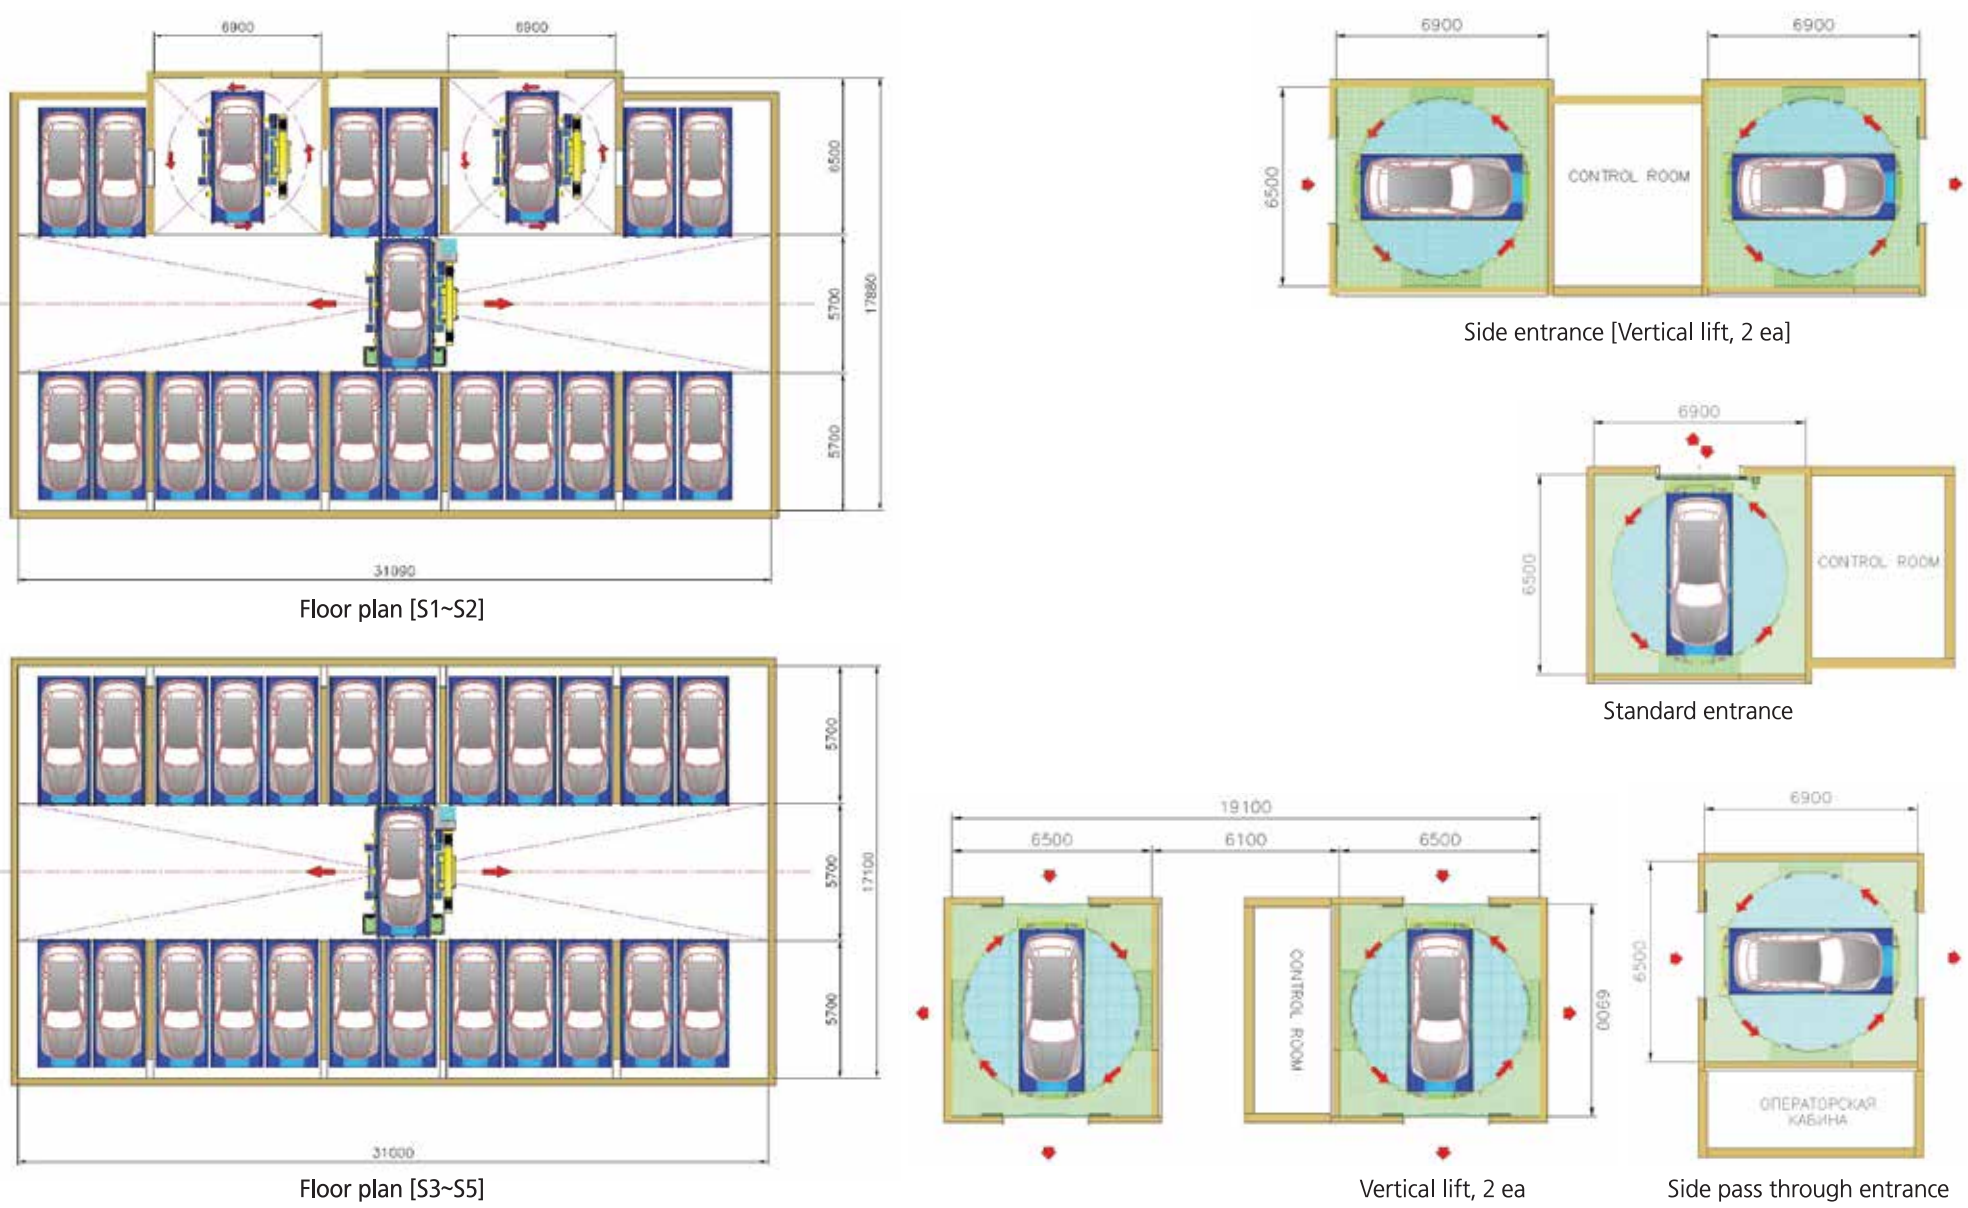 6900
6900
6500
5700
17880
5700
31090
Floor plan [S1~S2]
5700
5700
17100
5700
31000
Floor plan [S3~S5]
6900
6900
6500
CONTROL ROOM
Side entrance [Vertical lift, 2 ea]
6900
6500
CONTROL ROOM
Standard entrance
19100
6500
6100
6500
CONTROL ROOM
6900
Vertical lift, 2 ea
6900
6500
ОПЕРАТОРСКАЯ
КАБИНА
Side pass through entrance